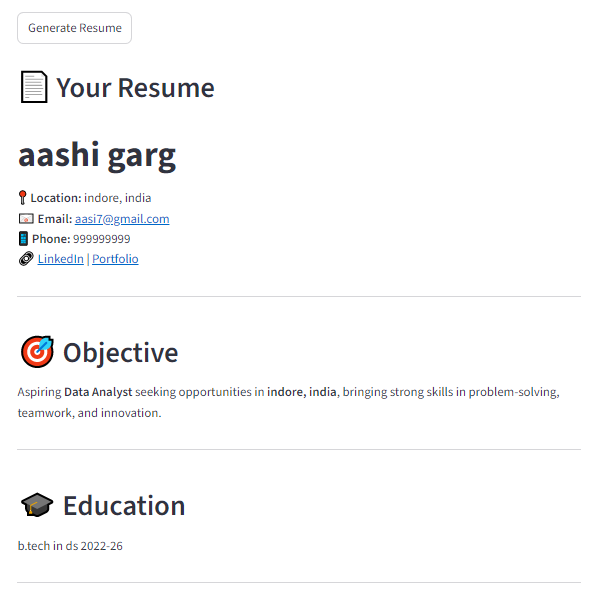 Generate Resume
Your Resume
aashi garg
Location: indore, india
Email: aasi7@gmail.com
Phone: 999999999
LinkedIn | Portfolio
Objective
Aspiring Data Analyst seeking opportunities in indore, india, bringing strong skills in problem-solving,
teamwork, and innovation.
Education
b.tech in ds 2022-26